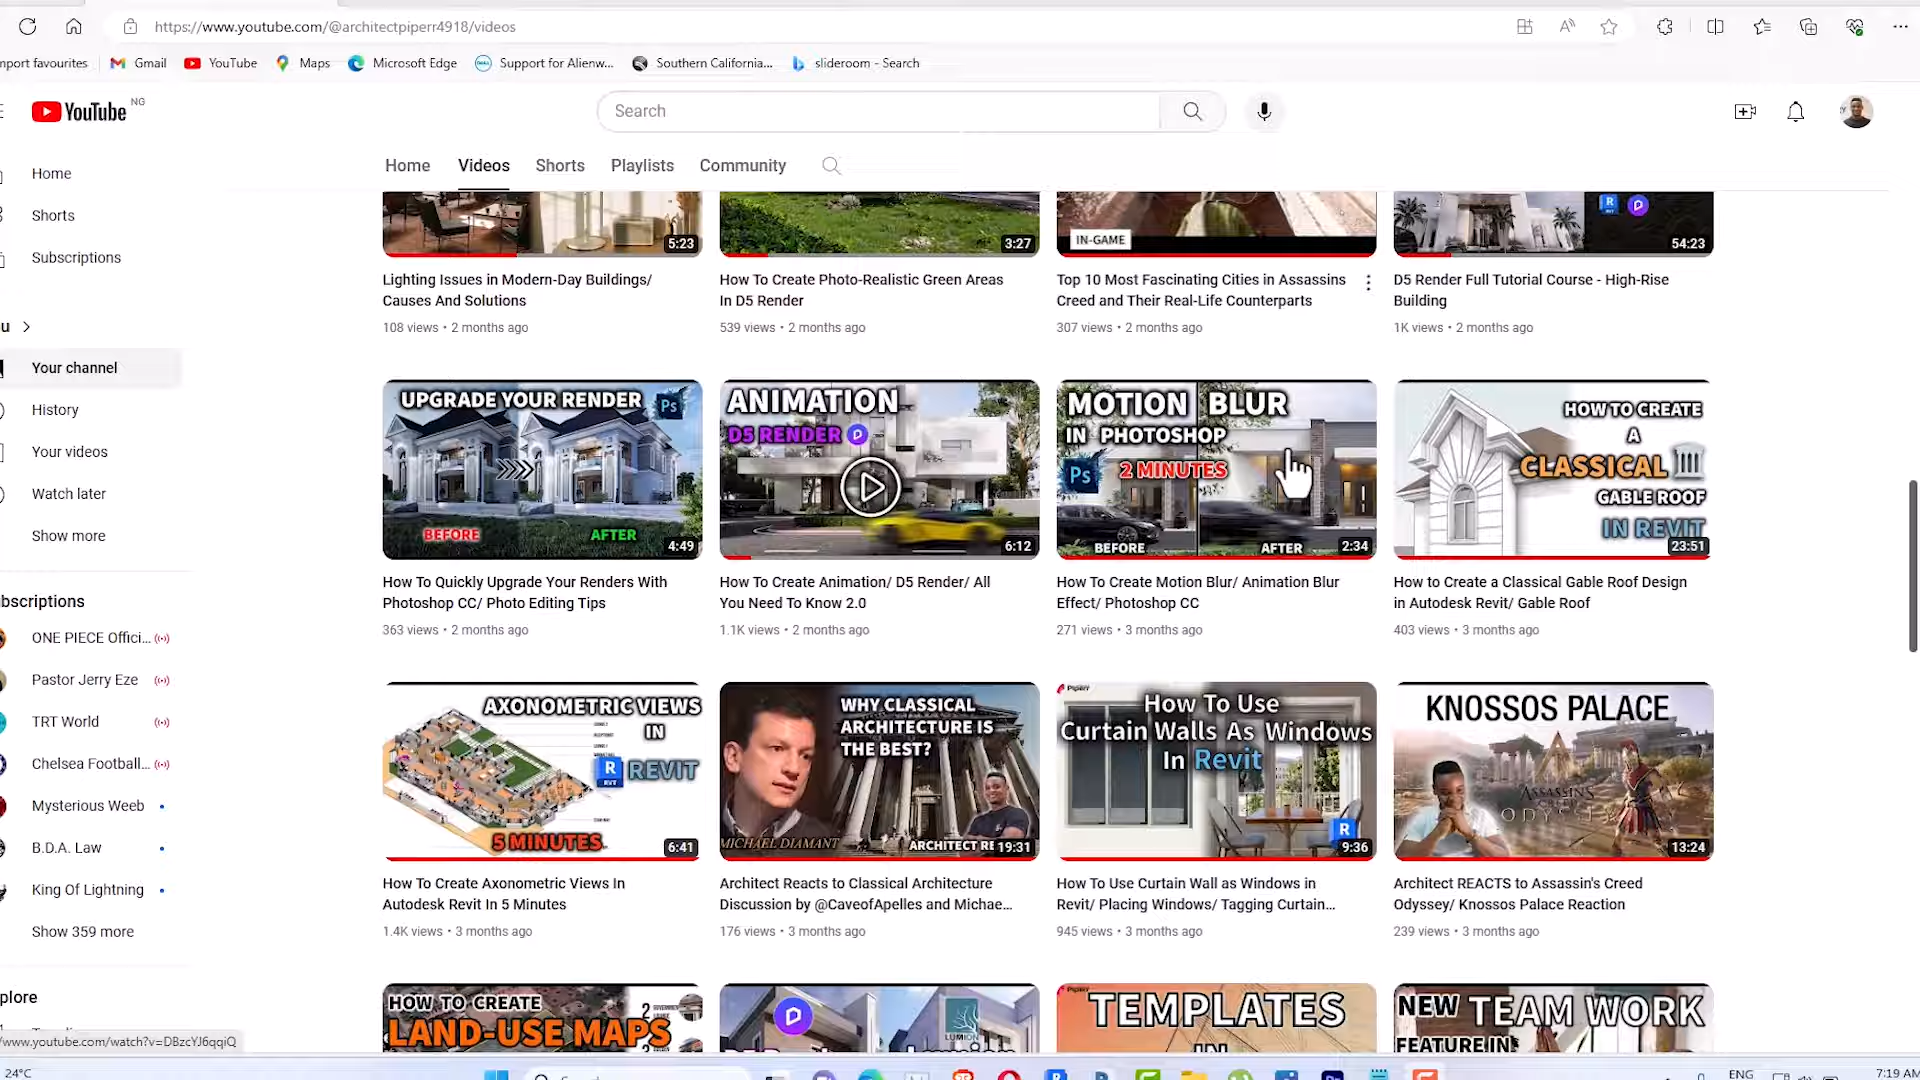 https://www.youtube.com/@architectpiperr4918/videos
mport favourites
Gmail
YouTube
Maps
Microsoft Edge
Support for Alienw...
Southern California...
slideroom - Search
YouTube NG
Search
Home
Videos
Shorts
Playlists
Community
Home
Shorts
Subscriptions
u
Your channel
History
Your videos
Watch later
Show more
bscriptions
ONE PIECE Offici...
Pastor Jerry Eze
TRT World
Chelsea Football...
Mysterious Weeb
B.D.A. Law
King Of Lightning
Show 359 more
plore
5:23
3:27
IN-GAME
54:23
Lighting Issues in Modern-Day Buildings/
Causes And Solutions
108 views • 2 months ago
How To Create Photo-Realistic Green Areas
In D5 Render
539 views • 2 months ago
Top 10 Most Fascinating Cities in Assassins
Creed and Their Real-Life Counterparts
307 views • 2 months ago
D5 Render Full Tutorial Course - High-Rise
Building
1K views • 2 months ago
UPGRADE YOUR RENDER
Ps
BEFORE
AFTER
4:49
ANIMATION
D5 RENDER
6:12
MOTION BLUR
IN PHOTOSHOP
Ps
2 MINUTES
BEFORE
AFTER
2:34
HOW TO CREATE
A
CLASSICAL
GABLE ROOF
IN REVIT
23:51
How To Quickly Upgrade Your Renders With
Photoshop CC/ Photo Editing Tips
363 views • 2 months ago
How To Create Animation/ D5 Render/ All
You Need To Know 2.0
1.1K views • 2 months ago
How To Create Motion Blur/ Animation Blur
Effect/ Photoshop CC
271 views • 3 months ago
How to Create a Classical Gable Roof Design
in Autodesk Revit/ Gable Roof
403 views • 3 months ago
AXONOMETRIC VIEWS
IN
R
REVIT
5 MINUTES
6:41
WHY CLASSICAL
ARCHITECTURE IS
THE BEST?
MICHAEL DIAMANT
ARCHITECT RE
19:31
Piperr
How To Use
Curtain Walls As Windows
In Revit
R
9:36
KNOSSOS PALACE
ASSASSIN'S
ODYSSEY
13:24
How To Create Axonometric Views In
Autodesk Revit In 5 Minutes
1.4K views • 3 months ago
Architect Reacts to Classical Architecture
Discussion by @CaveofApelles and Michae...
176 views • 3 months ago
How To Use Curtain Wall as Windows in
Revit/ Placing Windows/ Tagging Curtain...
945 views • 3 months ago
Architect REACTS to Assassin's Creed
Odyssey/ Knossos Palace Reaction
239 views • 3 months ago
HOW TO CREATE
LAND-USE MAPS
LUMION
Piperr
TEMPLATES
IN
NEW TEAM WORK
FEATURE IN
/www.youtube.com/watch?v=DBzcYJ6qqiQ
24°C
ENG
7:19 AM